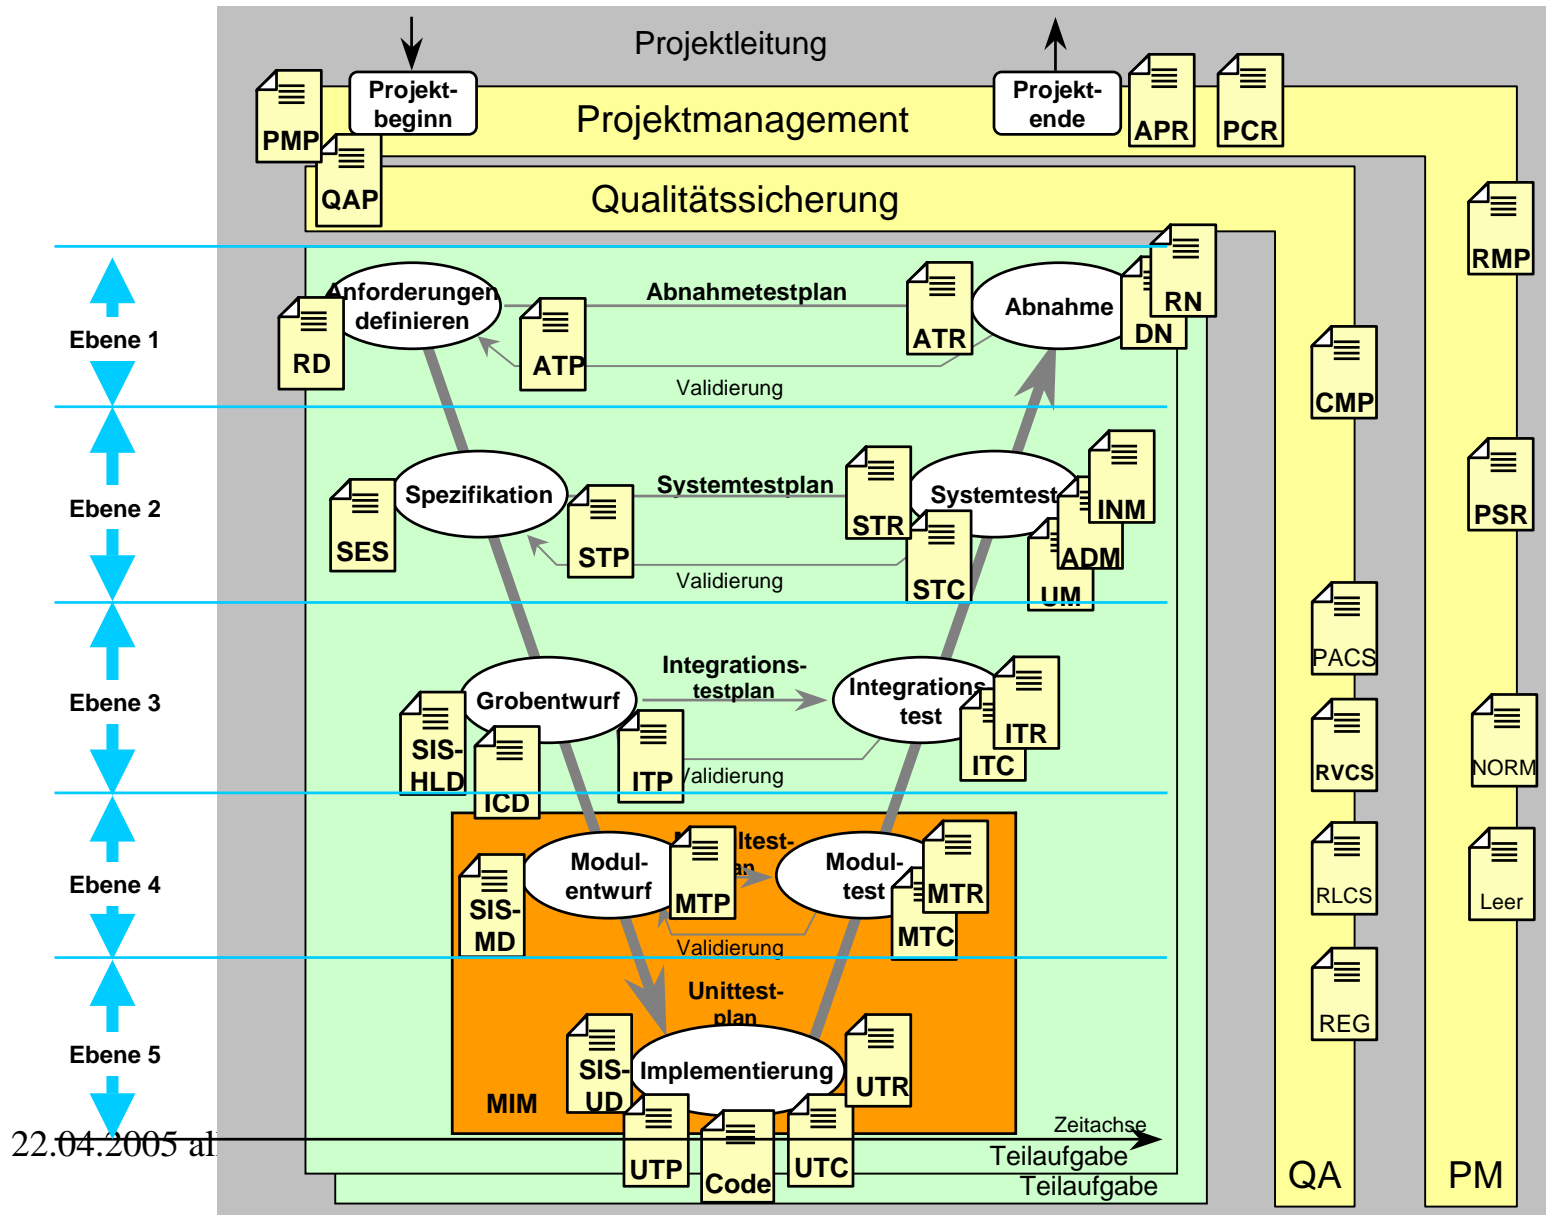 Projektleitung
Projekt-
beginn
Projekt-
ende
Projektmanagement
PMP
APR
PCR
QAP
Qualitätssicherung
RMP
RN
DN
Anforderungen
definieren
Abnahmetestplan
Abnahme
Ebene 1
RD
ATP
ATR
Validierung
CMP
Spezifikation
Systemtestplan
Systemtest
INM
Ebene 2
SES
STP
STR
STC
ADM
UM
PSR
Validierung
PACS
Integrations-
testplan
Grobentwurf
Integrations
test
Ebene 3
SIS-
HLD
ICD
ITP
Validierung
ITC
ITR
RVCS
NORM
ltest-
an
Modul-
entwurf
Modul-
test
Ebene 4
SIS-
MD
MTP
MTR
MTC
Validierung
RLCS
Leer
Unittest-
plan
REG
Ebene 5
SIS-
UD
Implementierung
UTR
MIM
UTP
Code
UTC
Zeitachse
22.04.2005 al
Teilaufgabe
Teilaufgabe
QA
PM